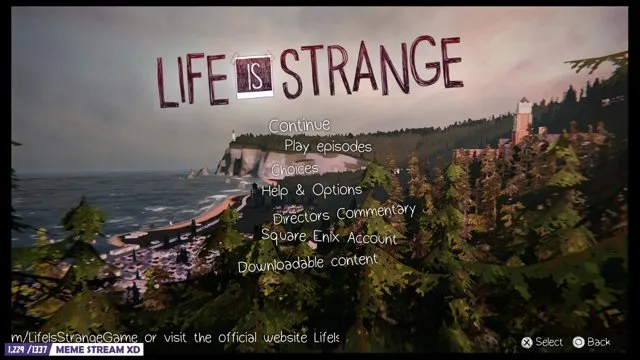 LIFE IS STRANGE
Continue
Play episodes
Choices
Help & Options
Directors Commentary
Square Enix Account
Downloadable content
m/LifeIsStrangeGame or visit the official website LifeIs
1.229 /1337 MEME STREAM XD
Select Back